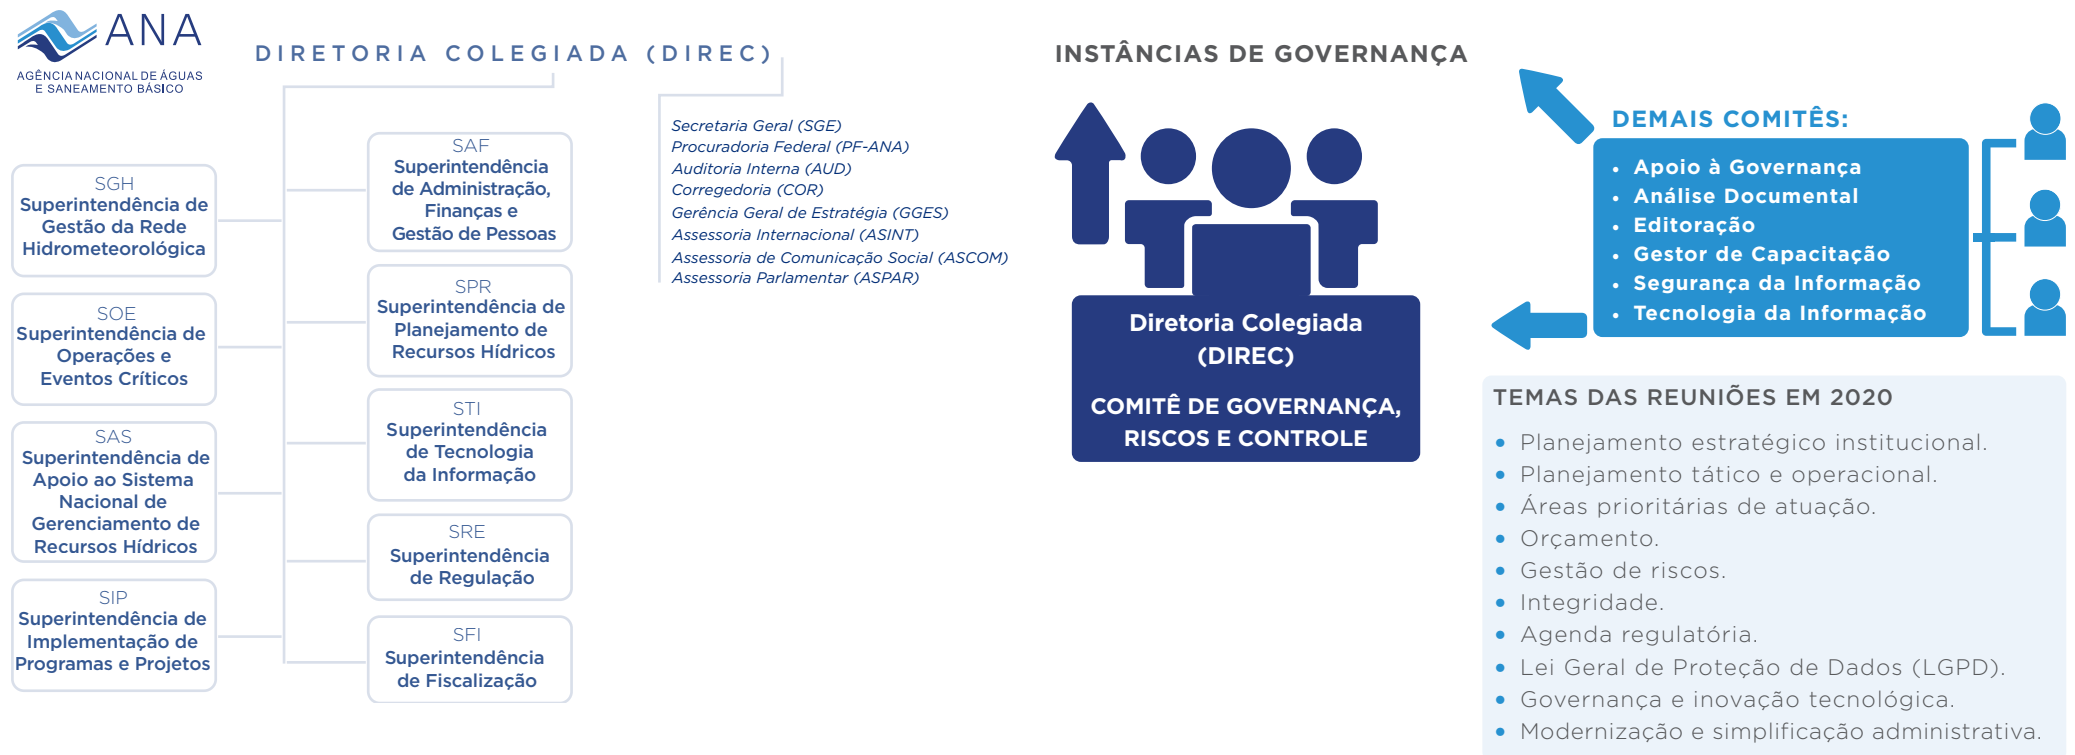 ANA
AGÊNCIA NACIONAL DE ÁGUAS
E SANEAMENTO BÁSICO
DIRETORIA COLEGIADA (DIREC)
SGH
Superintendência de
Gestão da Rede
Hidrometeorológica
SOE
Superintendência de
Operações e
Eventos Críticos
SAS
Superintendência de
Apoio ao Sistema
Nacional de
Gerenciamento de
Recursos Hídricos
SIP
Superintendência de
Implementação de
Programas e Projetos
SAF
Superintendência
de Administração,
Finanças e
Gestão de Pessoas
SPR
Superintendência de
Planejamento de
Recursos Hídricos
STI
Superintendência
de Tecnologia
da Informação
SRE
Superintendência
de Regulação
SFI
Superintendência
de Fiscalização
Secretaria Geral (SGE)
Procuradoria Federal (PF-ANA)
Auditoria Interna (AUD)
Corregedoria (COR)
Gerência Geral de Estratégia (GGES)
Assessoria Internacional (ASINT)
Assessoria de Comunicação Social (ASCOM)
Assessoria Parlamentar (ASPAR)
INSTÂNCIAS DE GOVERNANÇA
Diretoria Colegiada
(DIREC)
COMITÊ DE GOVERNANÇA,
RISCOS E CONTROLE
DEMAIS COMITÊS:
• Apoio à Governança
• Análise Documental
• Editoração
• Gestor de Capacitação
• Segurança da Informação
• Tecnologia da Informação
TEMAS DAS REUNIÕES EM 2020
• Planejamento estratégico institucional.
• Planejamento tático e operacional.
• Áreas prioritárias de atuação.
• Orçamento.
• Gestão de riscos.
• Integridade.
• Agenda regulatória.
• Lei Geral de Proteção de Dados (LGPD).
• Governança e inovação tecnológica.
• Modernização e simplificação administrativa.